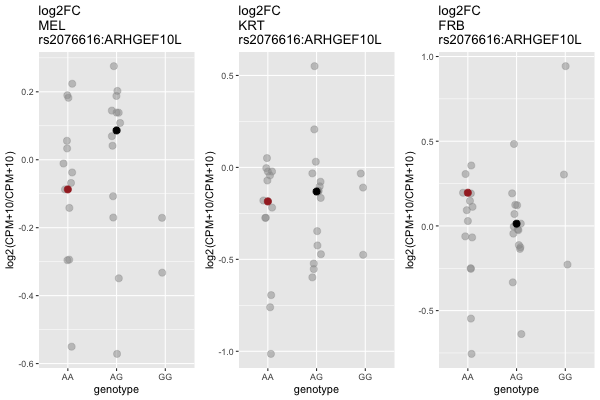 log2FC
MEL
rs2076616:ARHGEF10L
log2(CPM+10/CPM+10)
0.2
0.0
-0.2
-0.4
-0.6
AA
AG
GG
genotype
log2FC
KRT
rs2076616:ARHGEF10L
log2(CPM+10/CPM+10)
0.5
0.0
-0.5
-1.0
AA
AG
GG
genotype
log2FC
FRB
rs2076616:ARHGEF10L
log2(CPM+10/CPM+10)
1.0
0.5
0.0
-0.5
AA
AG
GG
genotype